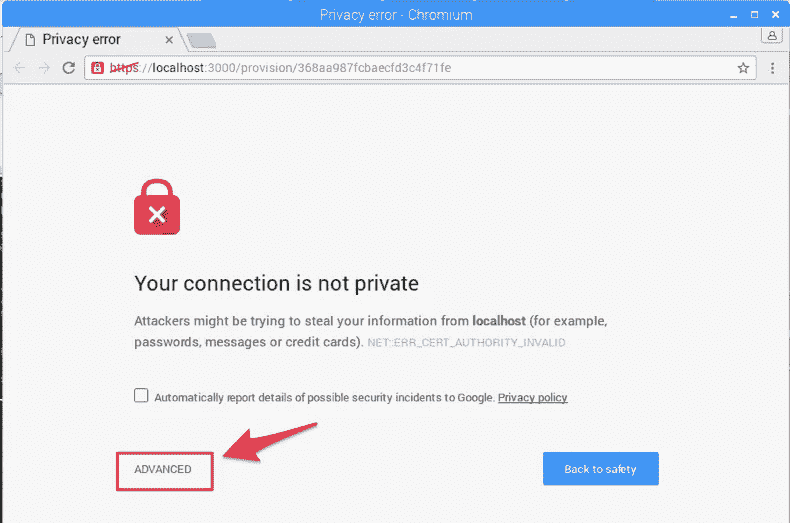 Privacy error - Chromium
Privacy error
https://localhost:3000/provision/368aa987fcbaecfd3c4f71fe
Your connection is not private
Attackers might be trying to steal your information from localhost (for example,
passwords, messages or credit cards). NET::ERR_CERT_AUTHORITY_INVALID
Automatically report details of possible security incidents to Google. Privacy policy
ADVANCED
Back to safety